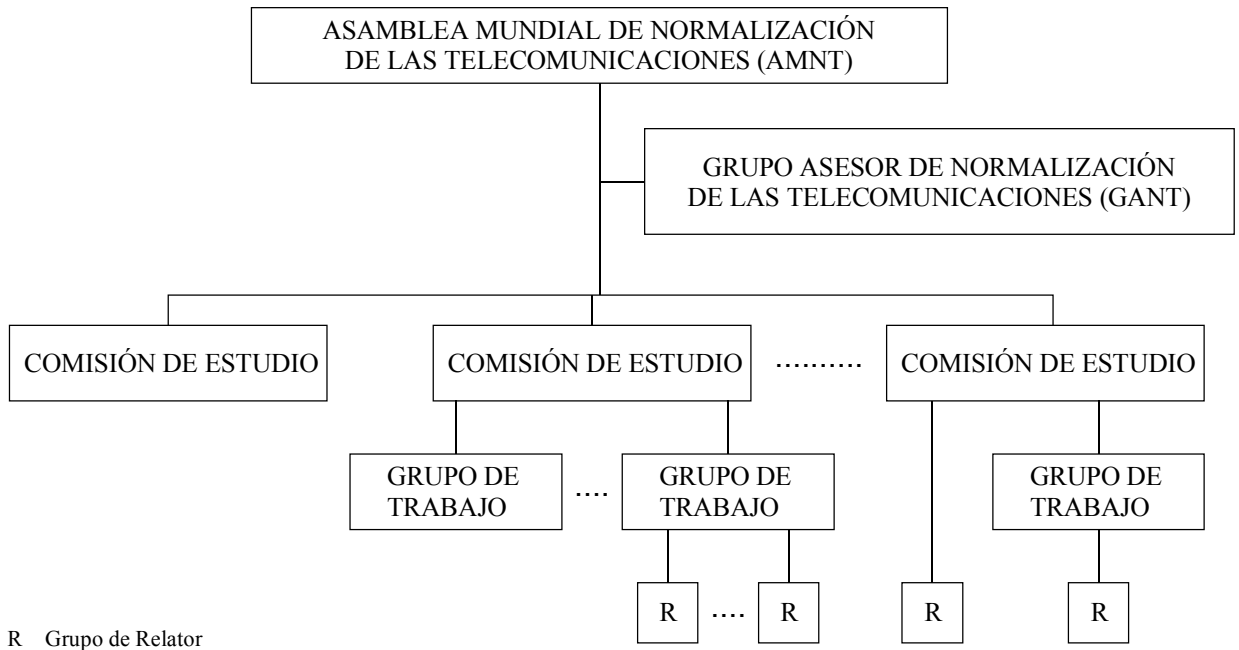 ASAMBLEA MUNDIAL DE NORMALIZACIÓN
DE LAS TELECOMUNICACIONES (AMNT)
GRUPO ASESOR DE NORMALIZACIÓN
DE LAS TELECOMUNICACIONES (GANT)
COMISIÓN DE ESTUDIO
COMISIÓN DE ESTUDIO
..........
COMISIÓN DE ESTUDIO
GRUPO DE
TRABAJO
....
GRUPO DE
TRABAJO
GRUPO DE
TRABAJO
R .... R R R
R Grupo de Relator